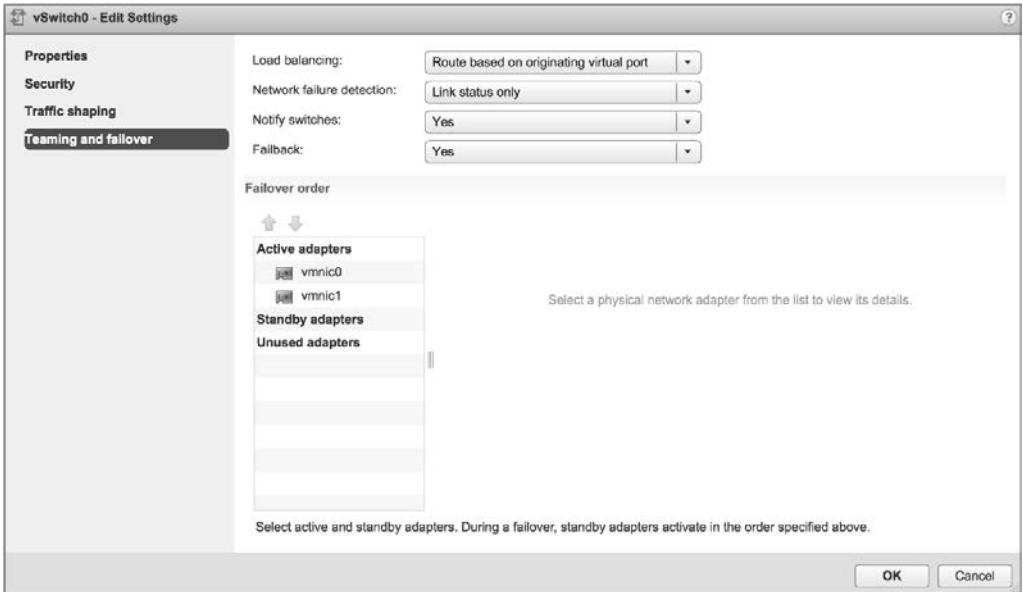 vSwitch0 - Edit Settings
?
Properties
Security
Traffic shaping
Teaming and failover
Load balancing:
Route based on originating virtual port
Network failure detection:
Link status only
Notify switches:
Yes
Failback:
Yes
Failover order
Active adapters
vmnic0
vmnic1
Standby adapters
Unused adapters
Select a physical network adapter from the list to view its details.
Select active and standby adapters. During a failover, standby adapters activate in the order specified above.
OK
Cancel